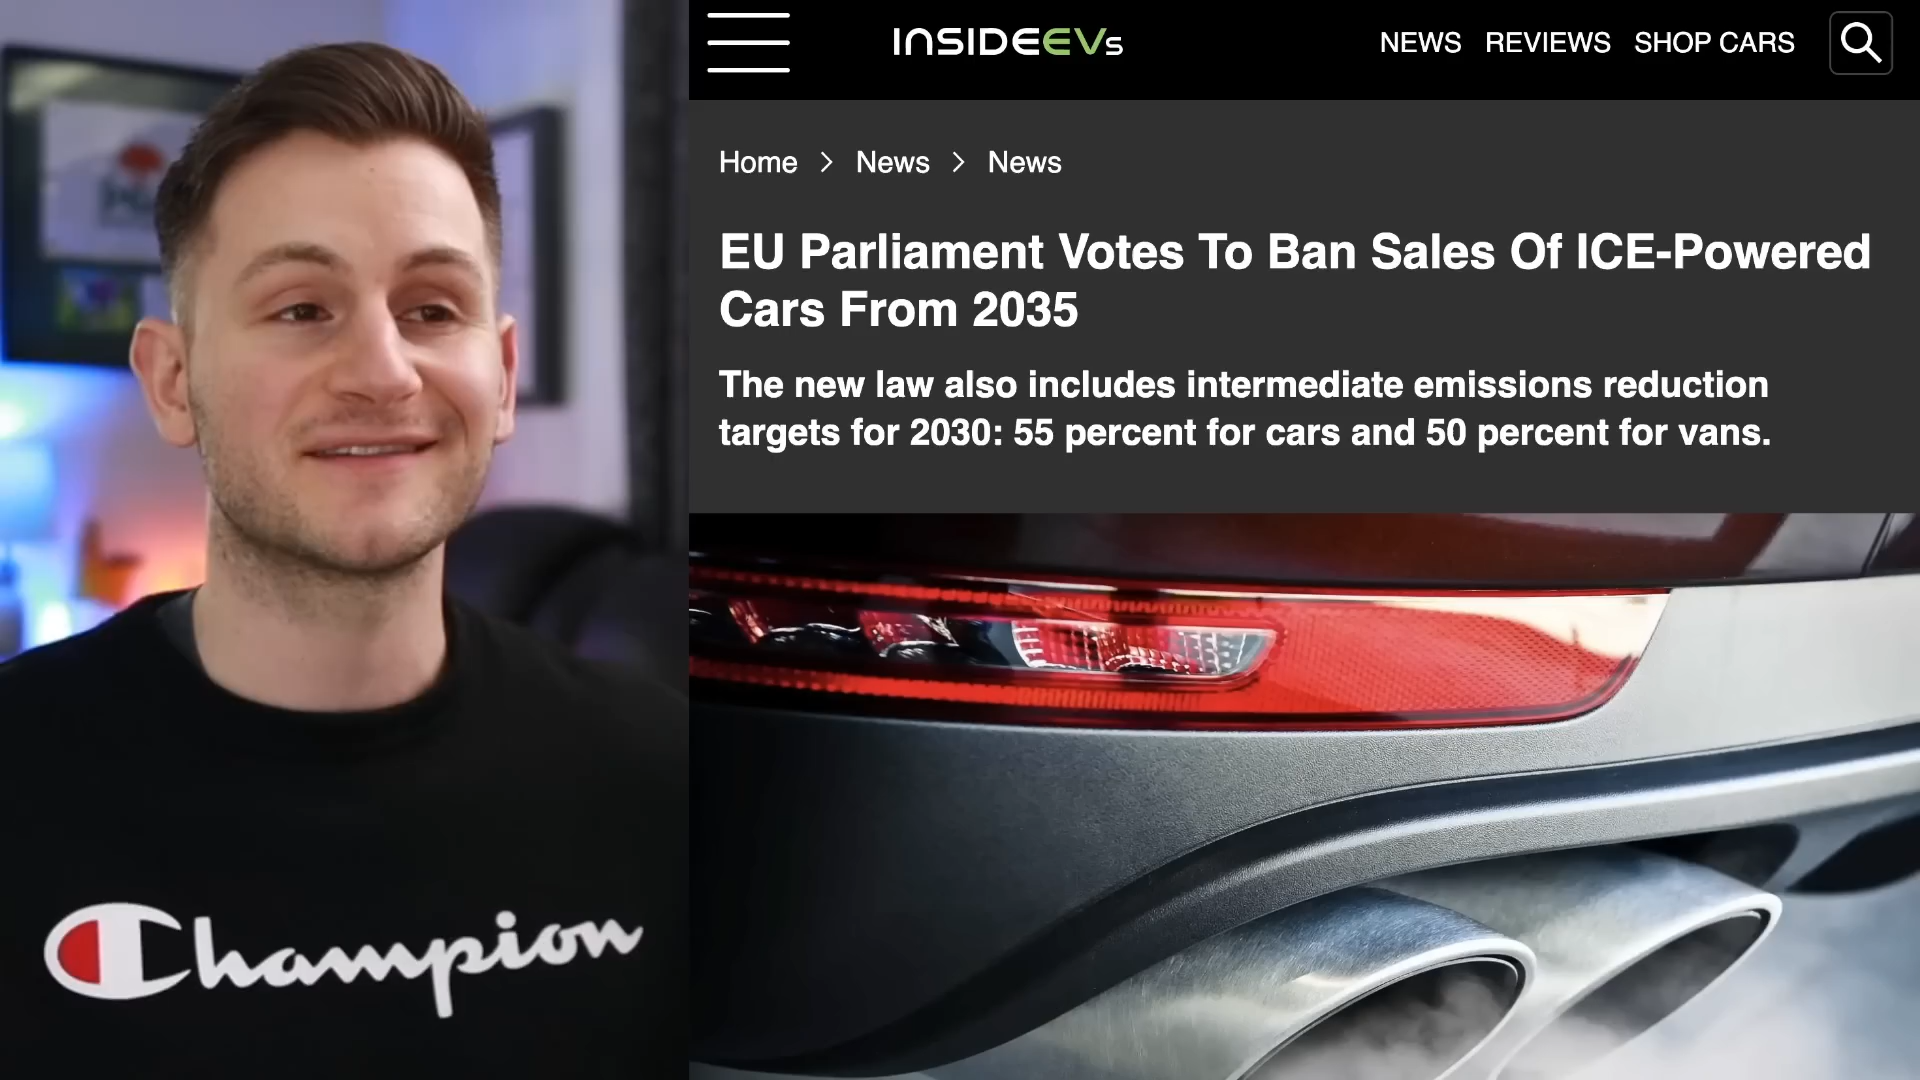 INSIDEEVs
NEWS REVIEWS SHOP CARS
Home > News > News
EU Parliament Votes To Ban Sales Of ICE-Powered
Cars From 2035
The new law also includes intermediate emissions reduction
targets for 2030: 55 percent for cars and 50 percent for vans.
Champion